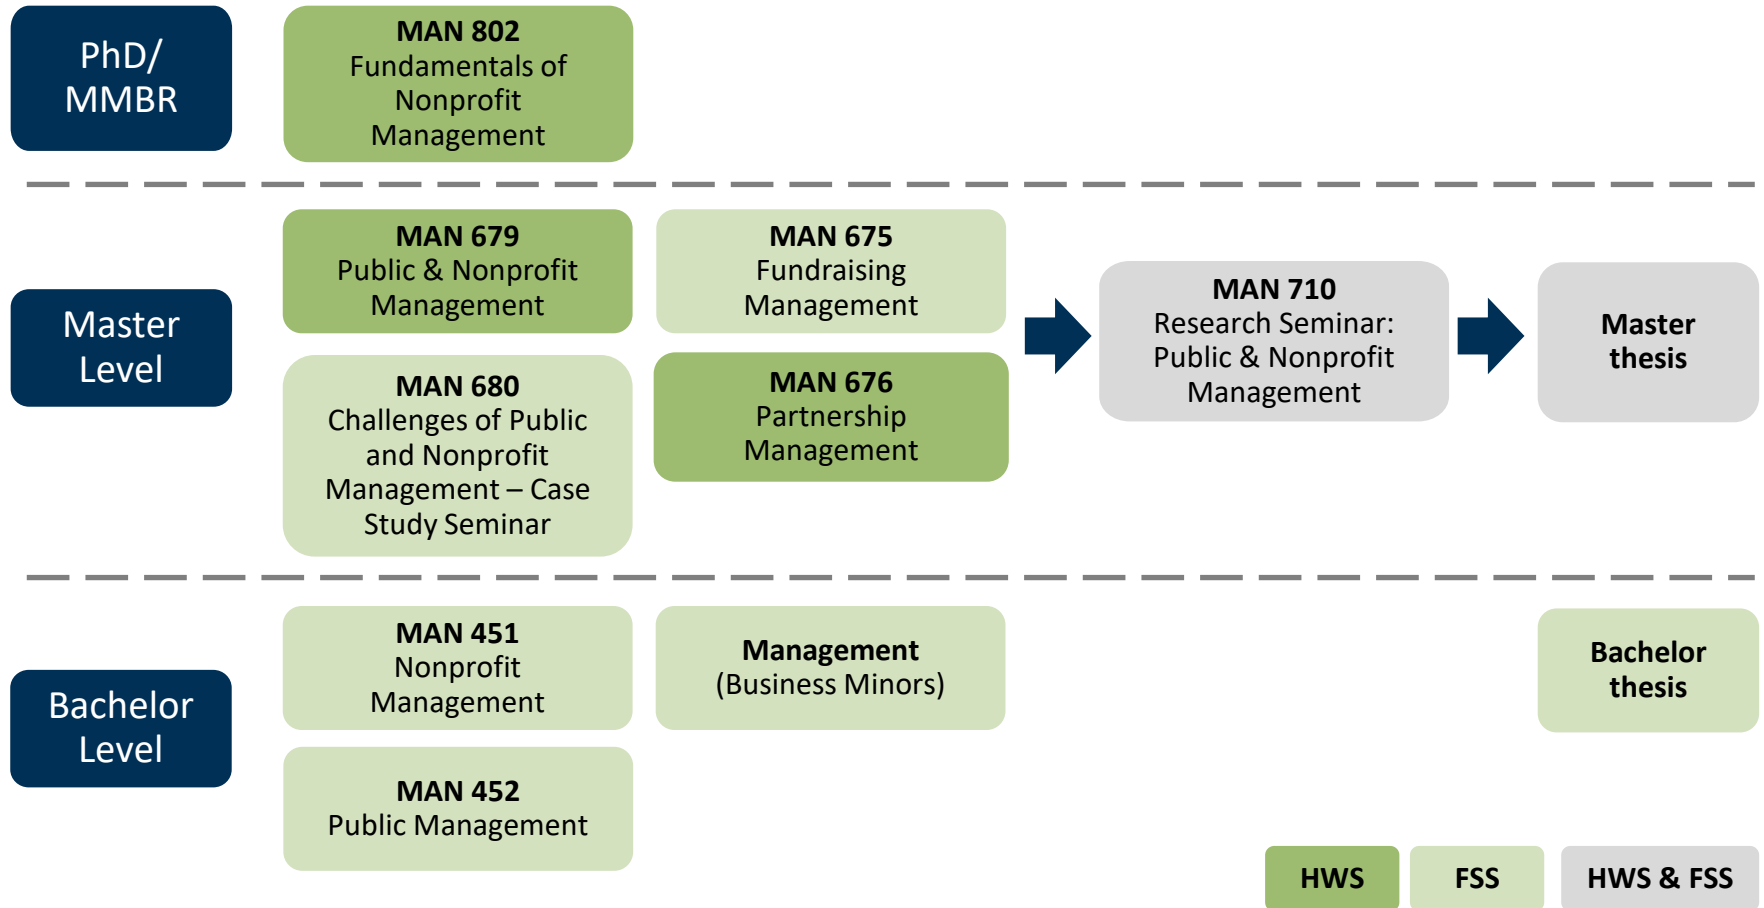 PhD/
MMBR
MAN 802
Fundamentals of
Nonprofit
Management
Master
Level
MAN 679
Public & Nonprofit
Management
MAN 675
Fundraising
Management
MAN 680
Challenges of Public
and Nonprofit
Management – Case
Study Seminar
MAN 676
Partnership
Management
MAN 710
Research Seminar:
Public & Nonprofit
Management
Master
thesis
Bachelor
Level
MAN 451
Nonprofit
Management
Management
(Business Minors)
Bachelor
thesis
MAN 452
Public Management
HWS
FSS
HWS & FSS